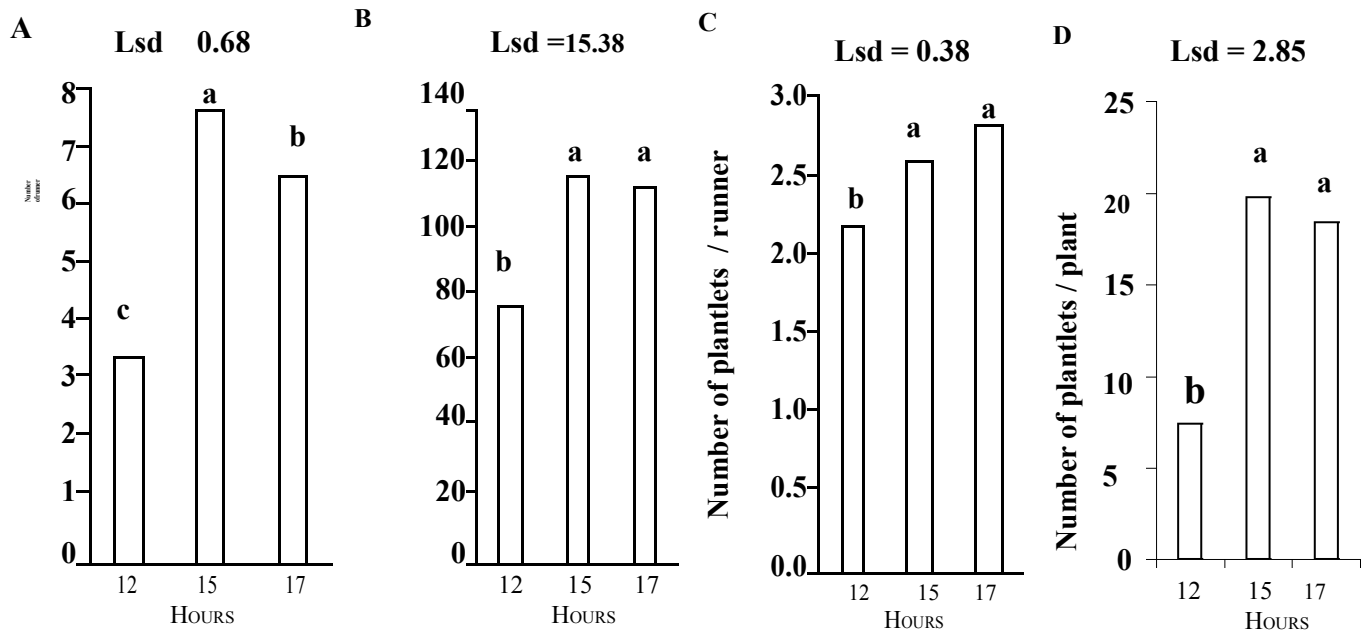 A
Lsd 0.68
Number
8
7
6
5
4
3
2
1
0
c
a
b
12 15 17
HOURS
B
Lsd =15.38
140
120
100
80
60
40
20
0
b
a
a
12 15 17
HOURS
C
Lsd = 0.38
Number of plantlets / runner
3.0
2.5
2.0
1.5
1.0
0.5
0.0
b
a
a
12 15 17
HOURS
D
Lsd = 2.85
Number of plantlets / plant
25
20
15
10
5
0
b
a
a
12 15 17
HOURS